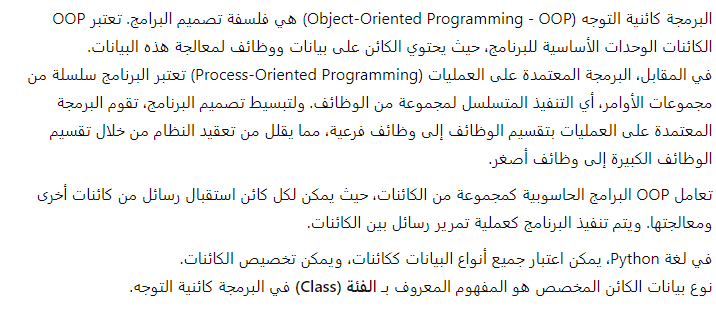 البرمجة كائنية التوجه (Object-Oriented Programming - OOP) هي فلسفة تصميم البرامج. تعتبر OOP
الكائنات الوحدات الأساسية للبرنامج، حيث يحتوي الكائن على بيانات ووظائف لمعالجة هذه البيانات.
في المقابل، البرمجة المعتمدة على العمليات (Process-Oriented Programming) تعتبر البرنامج سلسلة من
مجموعات الأوامر، أي التنفيذ المتسلسل لمجموعة من الوظائف. ولتبسيط تصميم البرنامج، تقوم البرمجة
المعتمدة على العمليات بتقسيم الوظائف إلى وظائف فرعية، مما يقلل من تعقيد النظام من خلال تقسيم
الوظائف الكبيرة إلى وظائف أصغر.
تعامل OOP البرامج الحاسوبية كمجموعة من الكائنات، حيث يمكن لكل كائن استقبال رسائل من كائنات أخرى
ومعالجتها. ويتم تنفيذ البرنامج كعملية تمرير رسائل بين الكائنات.
في لغة Python، يمكن اعتبار جميع أنواع البيانات ككائنات، ويمكن تخصيص الكائنات.
نوع بيانات الكائن المخصص هو المفهوم المعروف بـ الفئة (Class) في البرمجة كائنية التوجه.